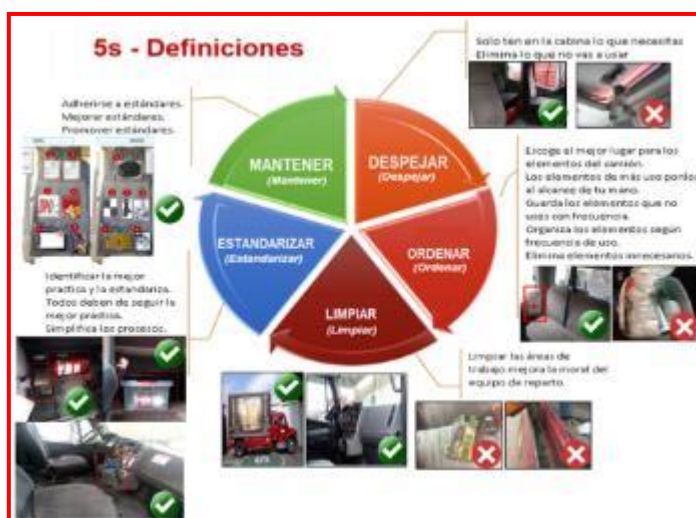 5s - Definiciones
Solo ten en la cabina lo que necesitas
Elimina lo que no vas a usar
Adherirse a estándares.
Mejorar estándares.
Promover estándares.
MANTENER
(Mantener)
DESPEJAR
(Despejar)
Escoge el mejor lugar para los
elementos del camión.
Los elementos de más uso ponlos
al alcance de tu mano.
Guarda los elementos que no
uses con frecuencia.
Organiza los elementos según
frecuencia de uso.
Elimina elementos innecesarios.
ESTANDARIZAR
(Estandarizar)
ORDENAR
(Ordenar)
Identificar la mejor
practica y la estandariza.
Todos deben de seguir la
mejor práctica.
Simplifica los procesos.
LIMPIAR
(Limpiar)
Limpiar las áreas de
trabajo mejora la moral del
equipo de reparto.